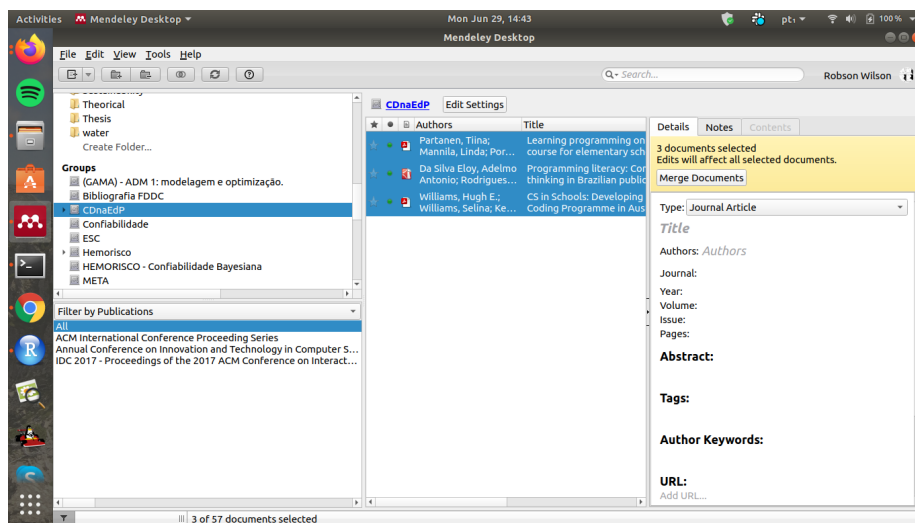 Activities Mendeley Desktop Mon Jun 29, 14:43 pt₁ 100 %
Mendeley Desktop
File Edit View Tools Help
Search... Robson Wilson
Theorical
Thesis
water
Create Folder...
Groups
(GAMA) - ADM 1: modelagem e optimização.
Bibliografia FDDC
CDnaEdP
Confiabilidade
ESC
Hemorisco
HEMORISCO - Confiabilidade Bayesiana
META
Filter by Publications
All
ACM International Conference Proceeding Series
Annual Conference on Innovation and Technology in Computer S...
IDC 2017 - Proceedings of the 2017 ACM Conference on Interact...
CDnaEdP Edit Settings
Authors Title
Partanen, Tiina; Learning programming on
Mannila, Linda; Por... course for elementary sch
Da Silva Eloy, Adelmo Programming literacy: Cor
Antonio; Rodrigues... thinking in Brazilian public
Williams, Hugh E.; CS in Schools: Developing
Williams, Selina; Ke... Coding Programme in Aus
Details Notes Contents
3 documents selected
Edits will affect all selected documents.
Merge Documents
Type: Journal Article
Title
Authors: Authors
Journal:
Year:
Volume:
Issue:
Pages:
Abstract:
Tags:
Author Keywords:
URL:
Add URL...
3 of 57 documents selected